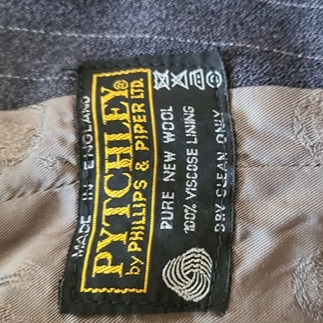 MADE IN ENGLAND
PYTCHLEY®
by PHILLIPS & PIPER LTD.
PURE NEW WOOL
100% VISCOSE LINING
DRY CLEAN ONLY